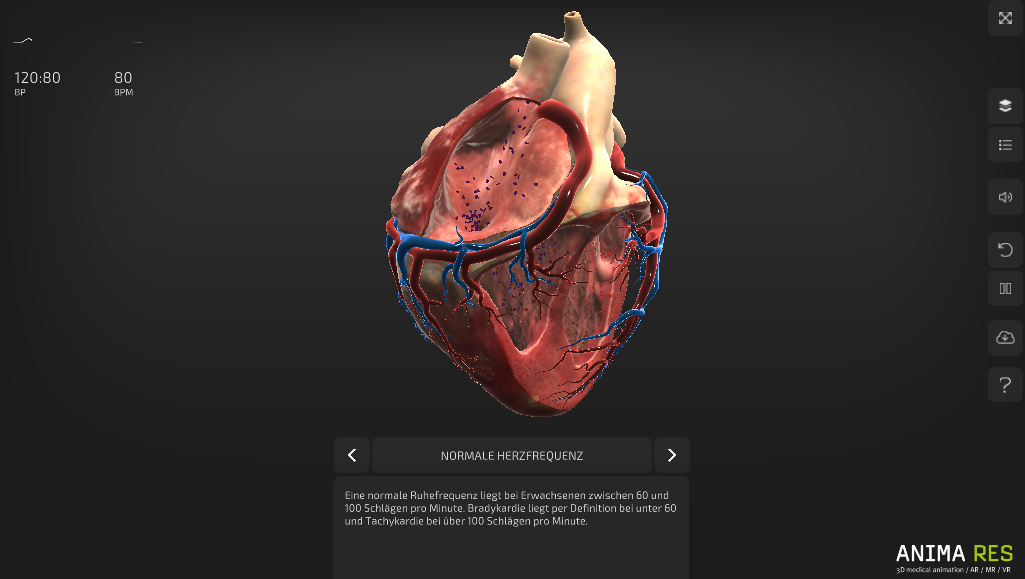 120:80
BP
80
BPM
NORMALE HERZFREQUENZ
Eine normale Ruhefrequenz liegt bei Erwachsenen zwischen 60 und
100 Schlägen pro Minute. Bradykardie liegt per Definition bei unter 60
und Tachykardie bei über 100 Schlägen pro Minute.
ANIMA RES
3D medical animation / AR / MR / VR